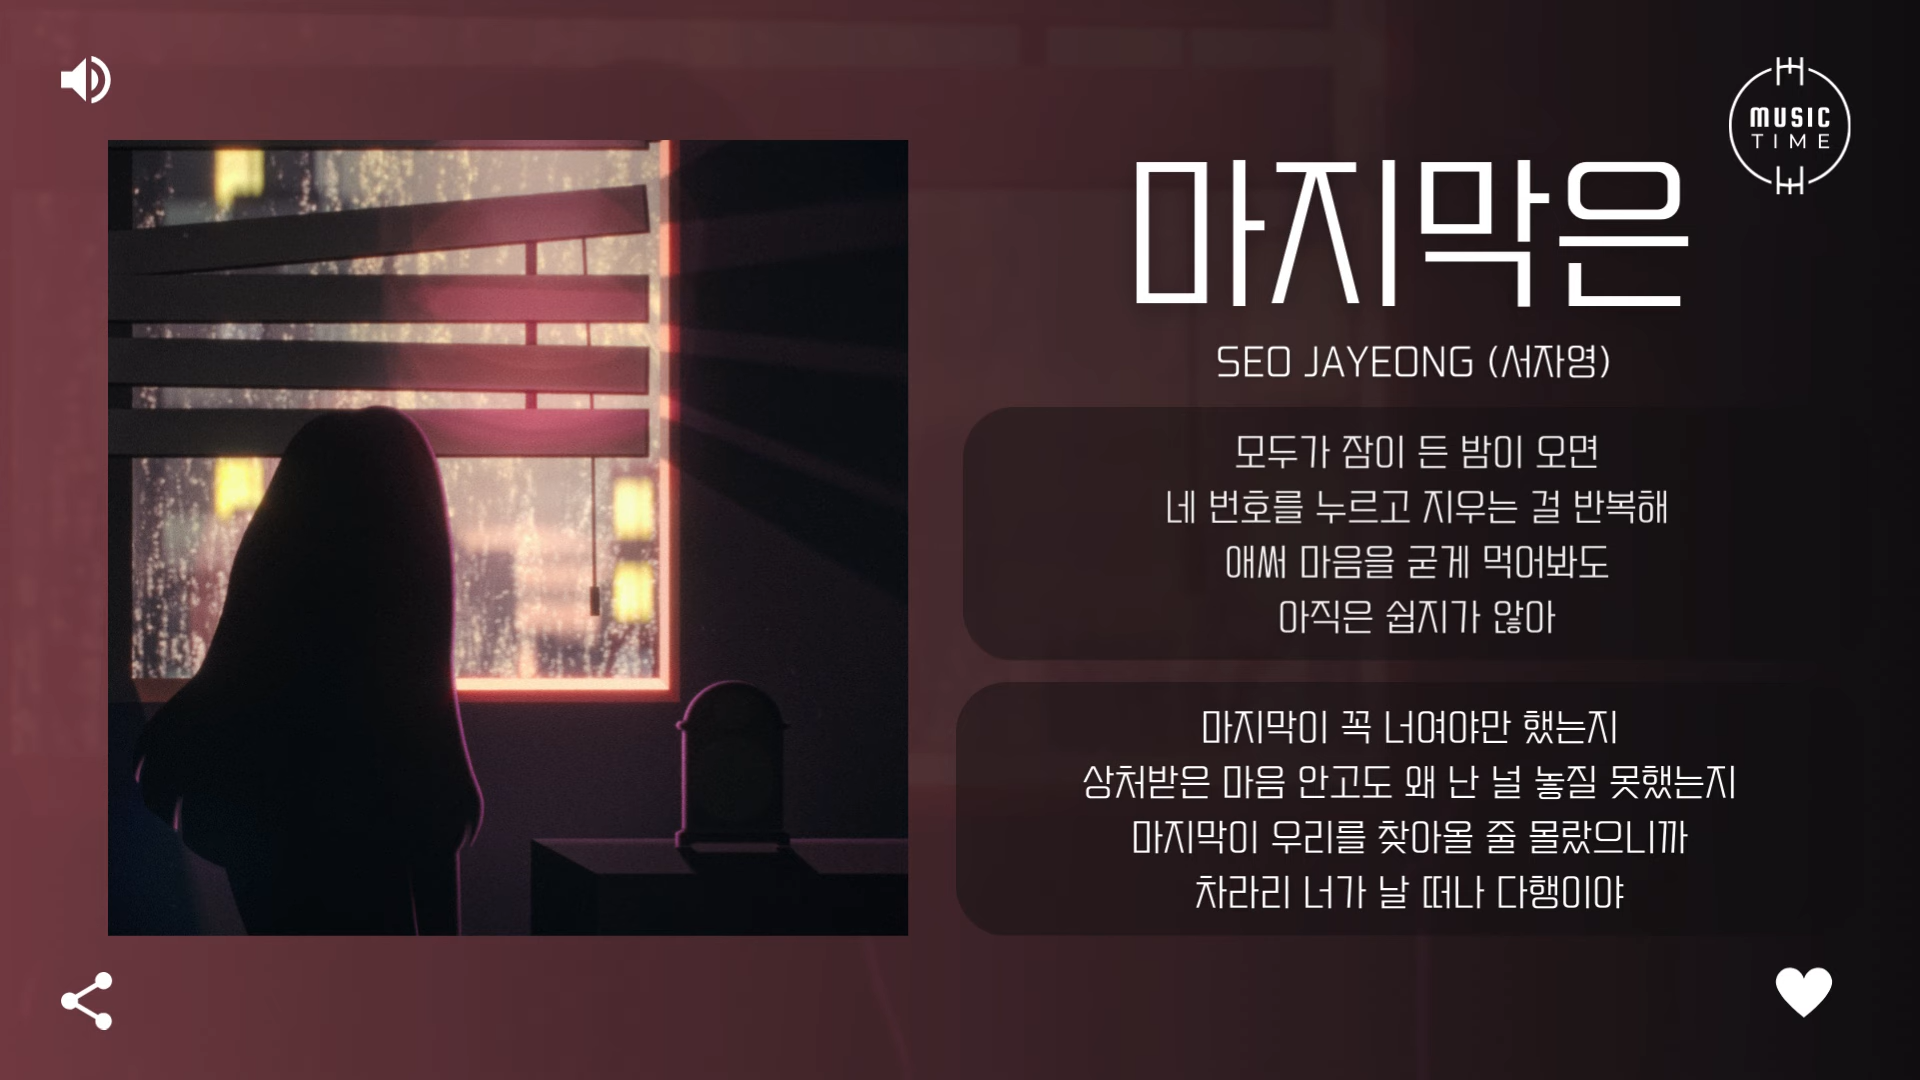 MUSIC
TIME
마지막은
SEO JAYEONG (서자영)
모두가 잠이 든 밤이 오면
네 번호를 누르고 지우는 걸 반복해
애써 마음을 굳게 먹어봐도
아직은 쉽지가 않아
마지막이 꼭 너여야만 했는지
상처받은 마음 안고도 왜 난 널 놓질 못했는지
마지막이 우리를 찾아올 줄 몰랐으니까
차라리 너가 날 떠나 다행이야